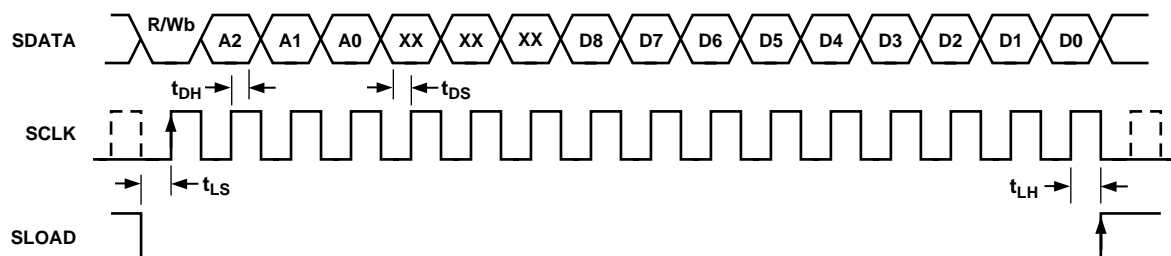 SDATA R/Wb A2 A1 A0 XX XX XX D8 D7 D6 D5 D4 D3 D2 D1 D0
tDH tDS
SCLK
tLS tLH
SLOAD